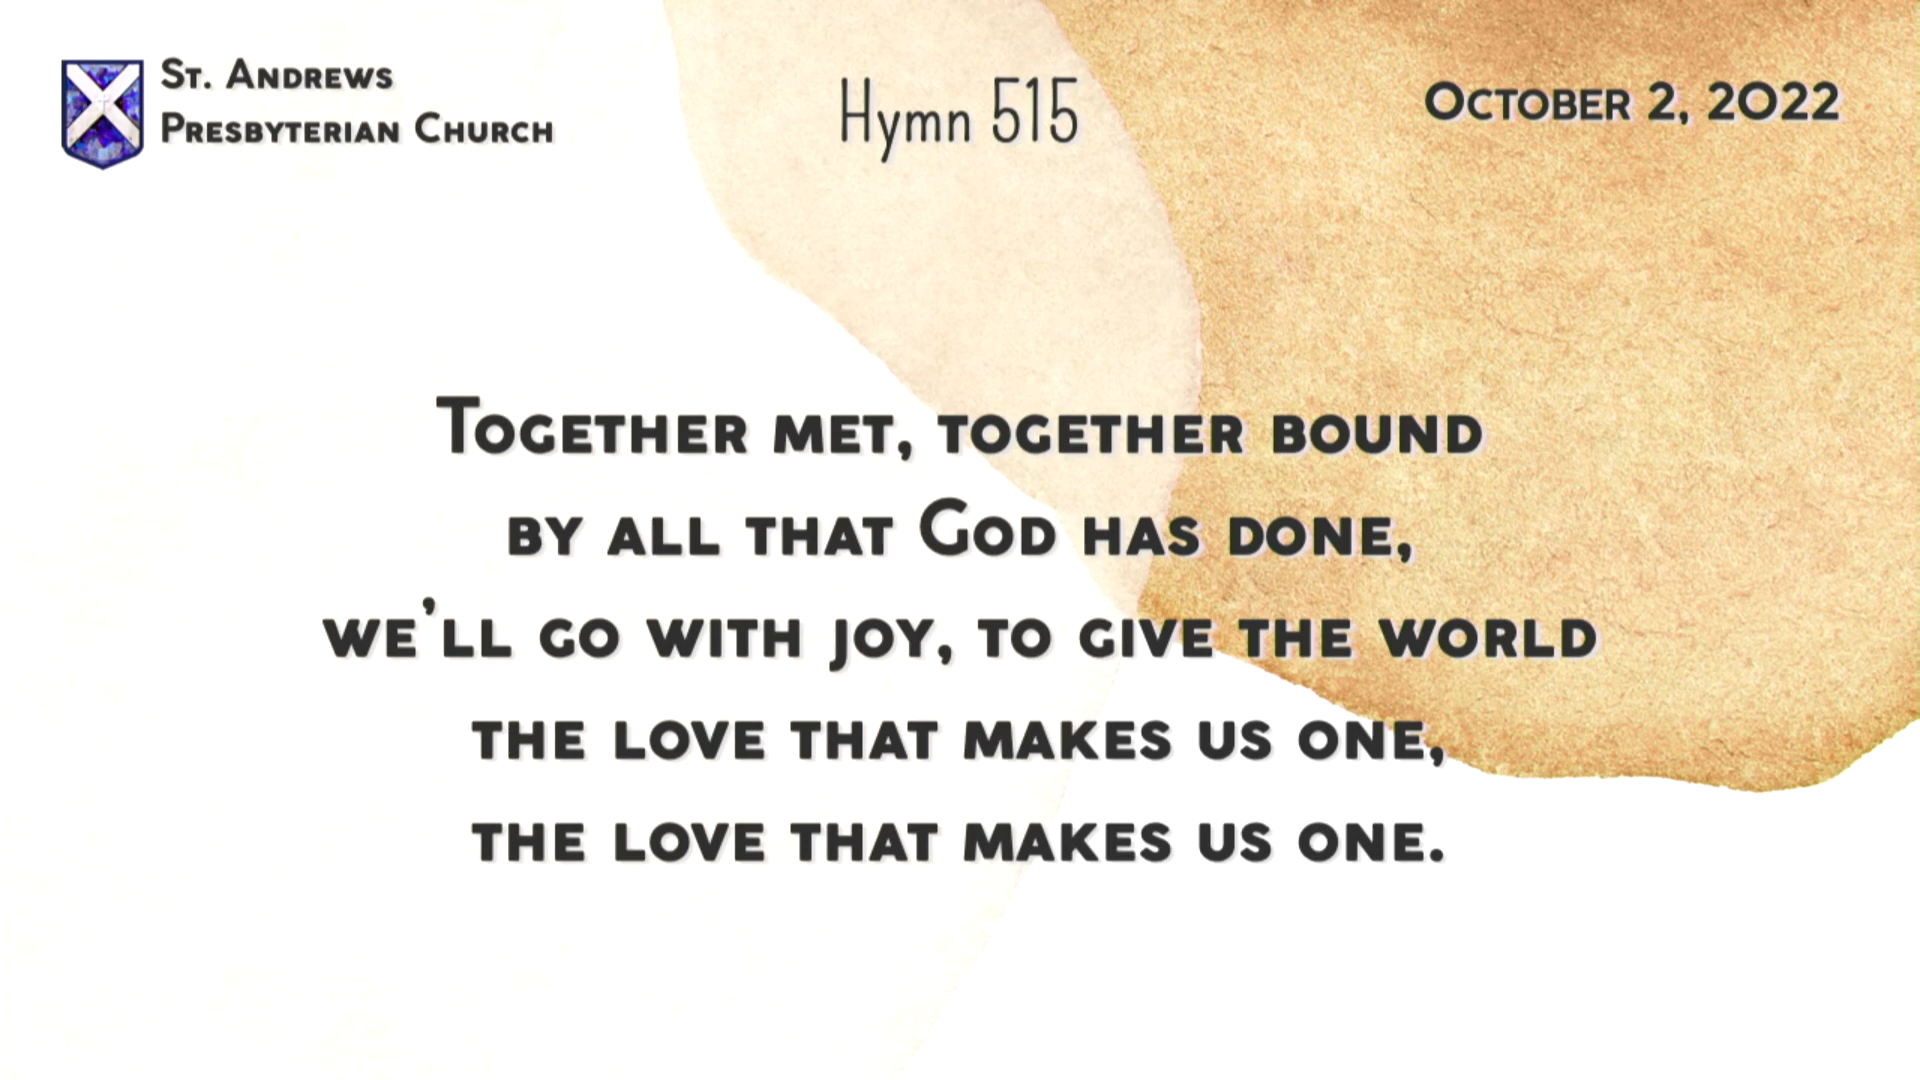 St. Andrews
Presbyterian Church
Hymn 515
October 2, 2022
Together met, together bound
by all that God has done,
we'll go with joy, to give the world
the love that makes us one,
the love that makes us one.